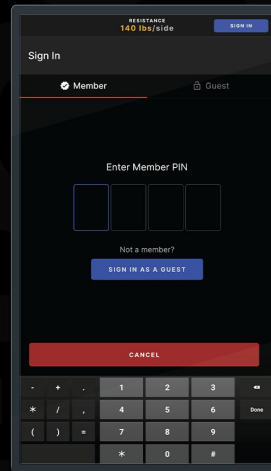 RESISTANCE
140 lbs/side
SIGN IN
Sign In
Member
Guest
Enter Member PIN
Not a member?
SIGN IN AS A GUEST
CANCEL
- + . 1 2 3
* / , 4 5 6 Done
( ) = 7 8 9
* 0 #